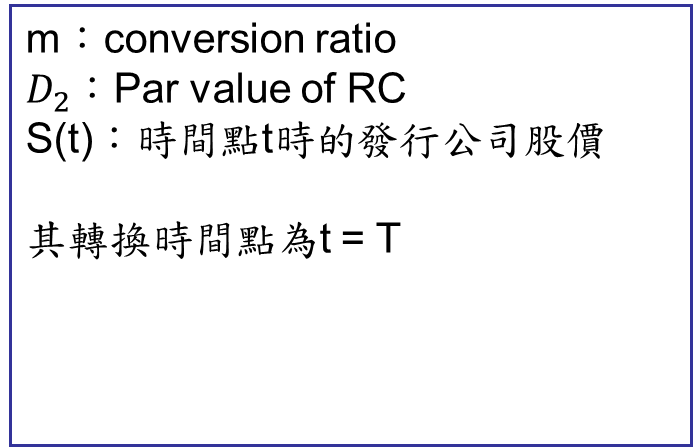 m：conversion ratio
𝐷₂：Par value of RC
S(t)：時間點t時的發行公司股價
其轉換時間點為t = T